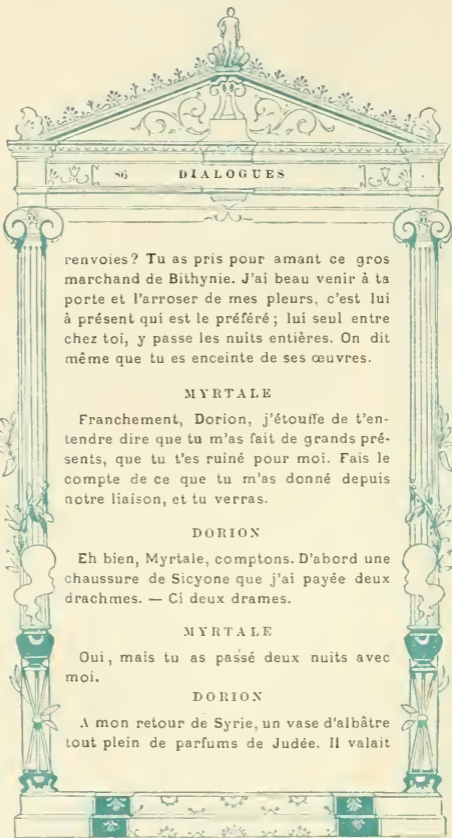 86 DIALOGUES
renvoies ? Tu as pris pour amant ce gros
marchand de Bithynie. J'ai beau venir à ta
porte et l'arroser de mes pleurs, c'est lui
à présent qui est le préféré ; lui seul entre
chez toi, y passe les nuits entières. On dit
même que tu es enceinte de ses œuvres.
MYRTALE
Franchement, Dorion, j'étouffe de t'en-
tendre dire que tu m'as fait de grands pré-
sents, que tu t'es ruiné pour moi. Fais le
compte de ce que tu m'as donné depuis
notre liaison, et tu verras.
DORION
Eh bien, Myrtale, comptons. D'abord une
chaussure de Sicyone que j'ai payée deux
drachmes. — Ci deux drames.
MYRTALE
Oui, mais tu as passé deux nuits avec
moi.
DORION
A mon retour de Syrie, un vase d'albâtre
tout plein de parfums de Judée. Il valait